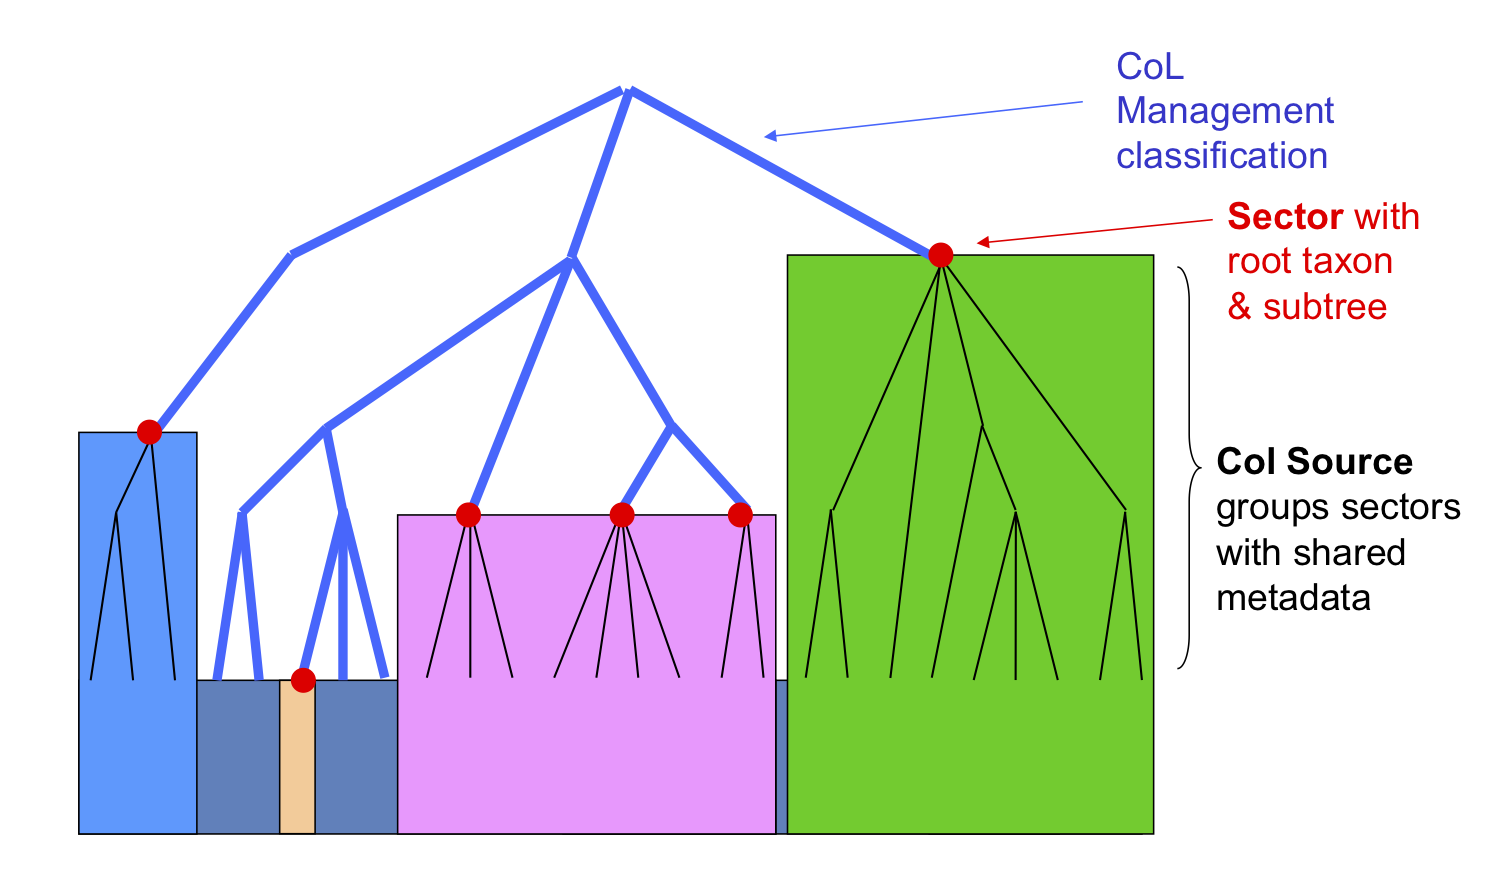 CoL
Management
classification
Sector with
root taxon
& subtree
Col Source
groups sectors
with shared
metadata